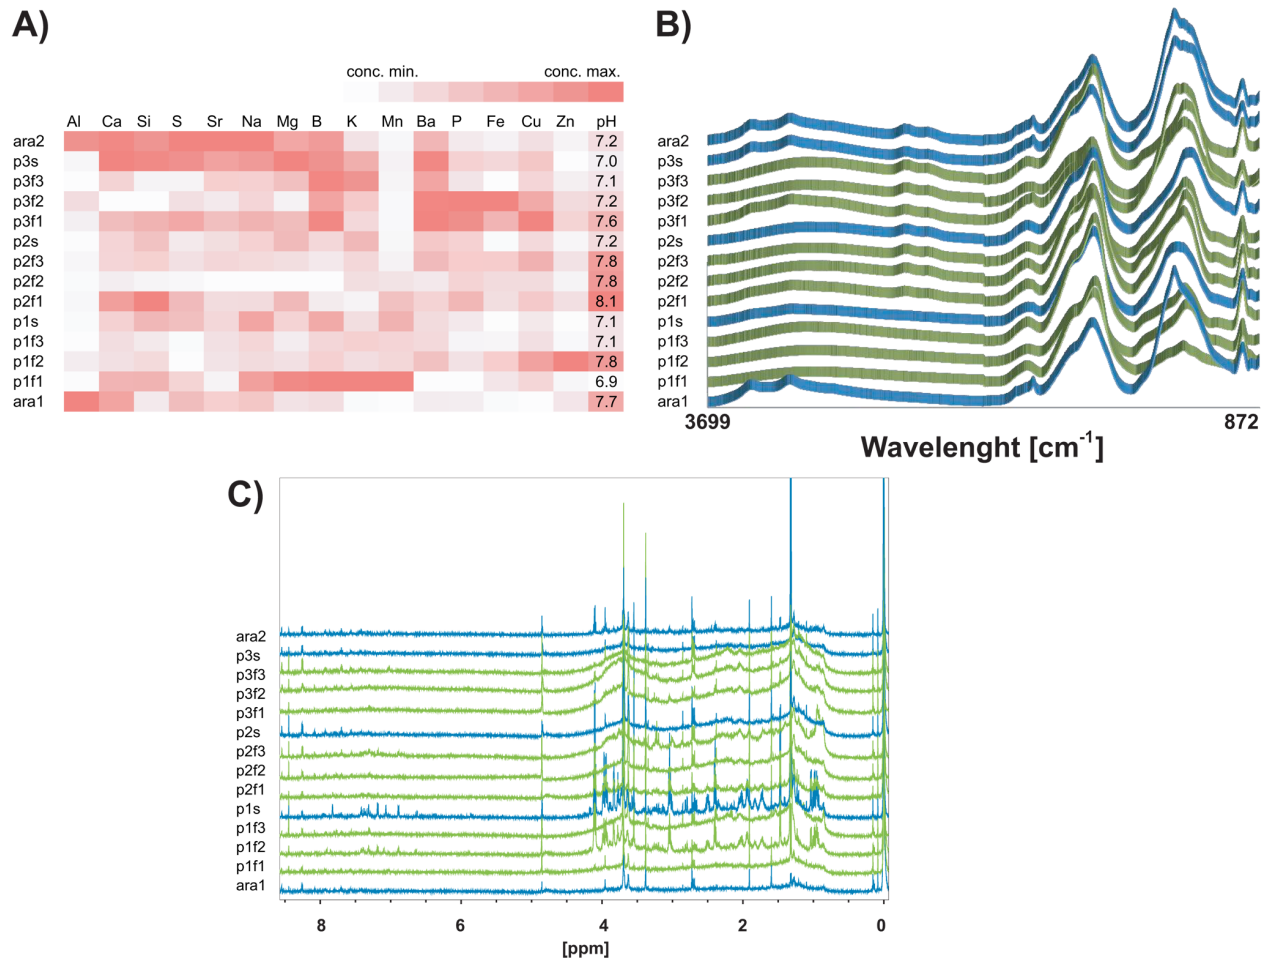 A)
conc. min. conc. max.
Al Ca Si S Sr Na Mg B K Mn Ba P Fe Cu Zn pH
ara2 7.2
p3s 7.0
p3f3 7.1
p3f2 7.2
p3f1 7.6
p2s 7.2
p2f3 7.8
p2f2 7.8
p2f1 8.1
p1s 7.1
p1f3 7.1
p1f2 7.8
p1f1 6.9
ara1 7.7
B)
ara2
p3s
p3f3
p3f2
p3f1
p2s
p2f3
p2f2
p2f1
p1s
p1f3
p1f2
p1f1
ara1
3699 872
Wavelenght [cm⁻¹]
C)
ara2
p3s
p3f3
p3f2
p3f1
p2s
p2f3
p2f2
p2f1
p1s
p1f3
p1f2
p1f1
ara1
8 6 4 2 0
[ppm]